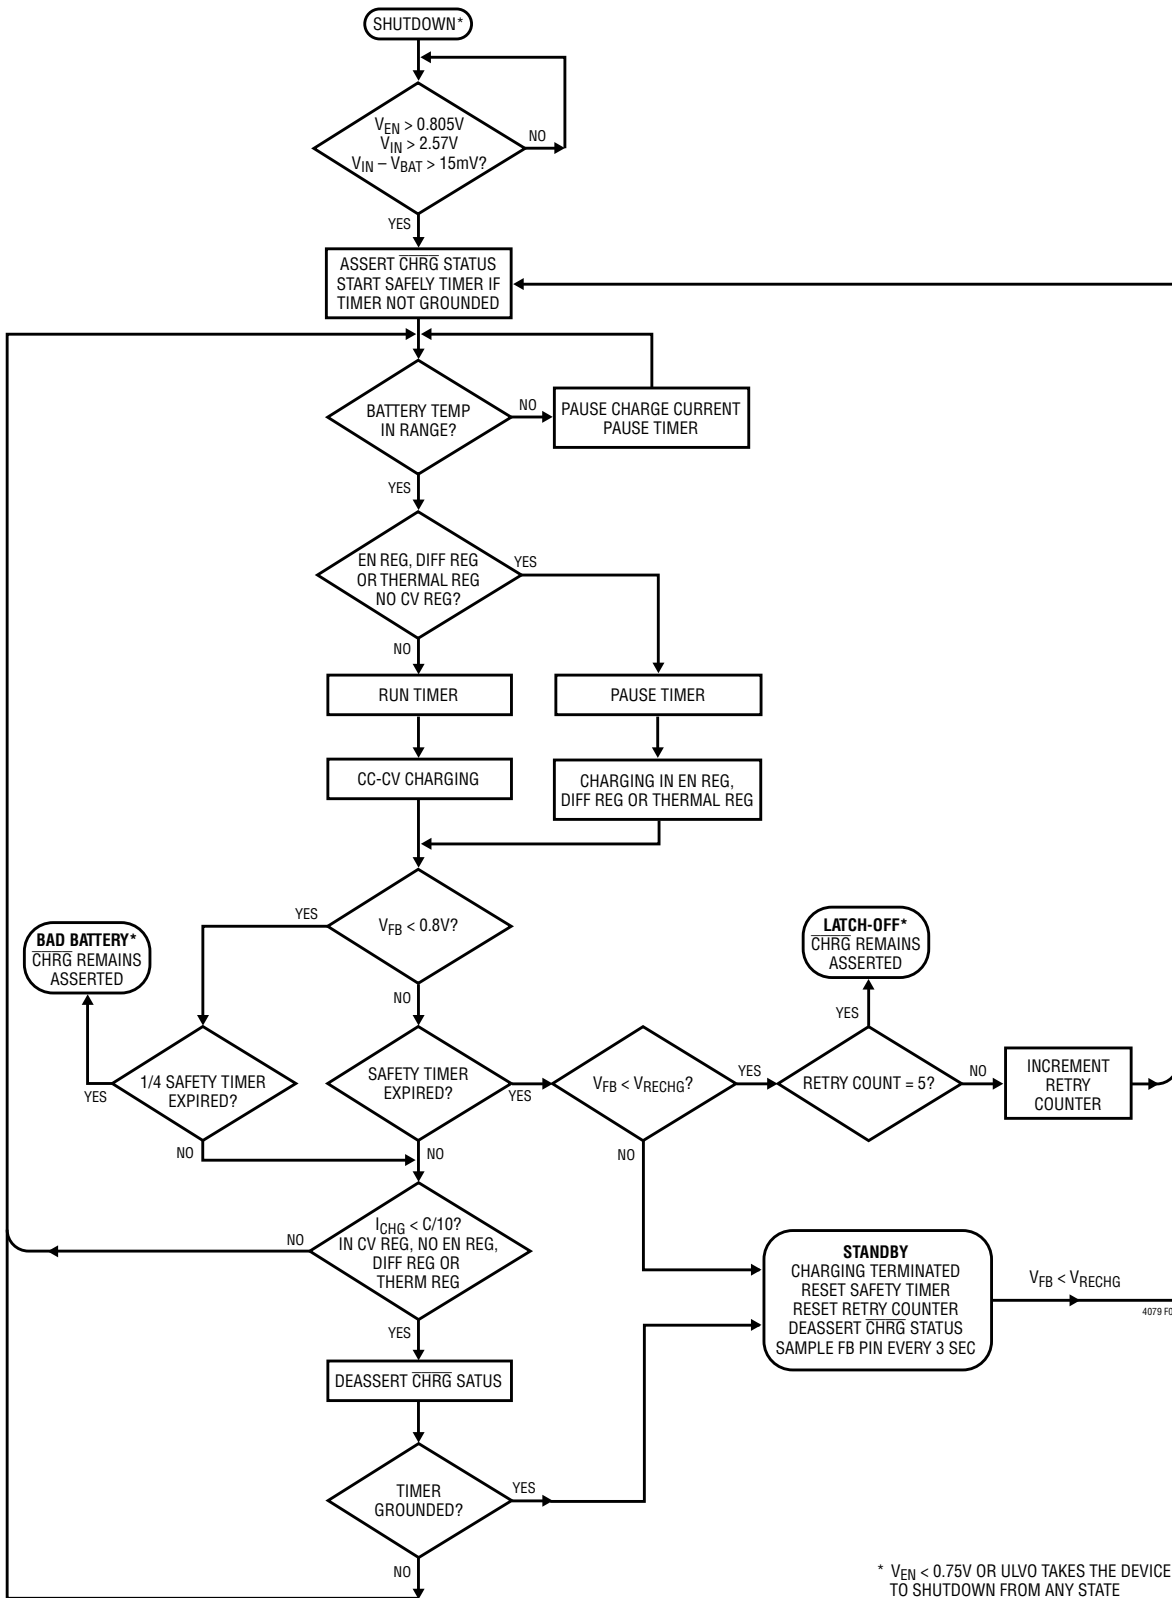 SHUTDOWN*
V_EN > 0.805V
V_IN > 2.57V
V_IN – V_BAT > 15mV?
NO
YES
ASSERT C̅H̅R̅G̅ STATUS
START SAFELY TIMER IF
TIMER NOT GROUNDED
BATTERY TEMP
IN RANGE?
NO
PAUSE CHARGE CURRENT
PAUSE TIMER
YES
EN REG, DIFF REG
OR THERMAL REG
NO CV REG?
YES
NO
RUN TIMER
PAUSE TIMER
CC-CV CHARGING
CHARGING IN EN REG,
DIFF REG OR THERMAL REG
V_FB < 0.8V?
YES
NO
BAD BATTERY*
C̅H̅R̅G̅ REMAINS
ASSERTED
LATCH-OFF*
C̅H̅R̅G̅ REMAINS
ASSERTED
YES
1/4 SAFETY TIMER
EXPIRED?
YES
NO
SAFETY TIMER
EXPIRED?
YES
NO
V_FB < V_RECHG?
YES
NO
RETRY COUNT = 5?
NO
INCREMENT
RETRY
COUNTER
I_CHG < C/10?
IN CV REG, NO EN REG,
DIFF REG OR
THERM REG
NO
YES
STANDBY
CHARGING TERMINATED
RESET SAFETY TIMER
RESET RETRY COUNTER
DEASSERT C̅H̅R̅G̅ STATUS
SAMPLE FB PIN EVERY 3 SEC
V_FB < V_RECHG
4079 F0
DEASSERT C̅H̅R̅G̅ SATUS
TIMER
GROUNDED?
YES
NO
* V_EN < 0.75V OR ULVO TAKES THE DEVICE
TO SHUTDOWN FROM ANY STATE